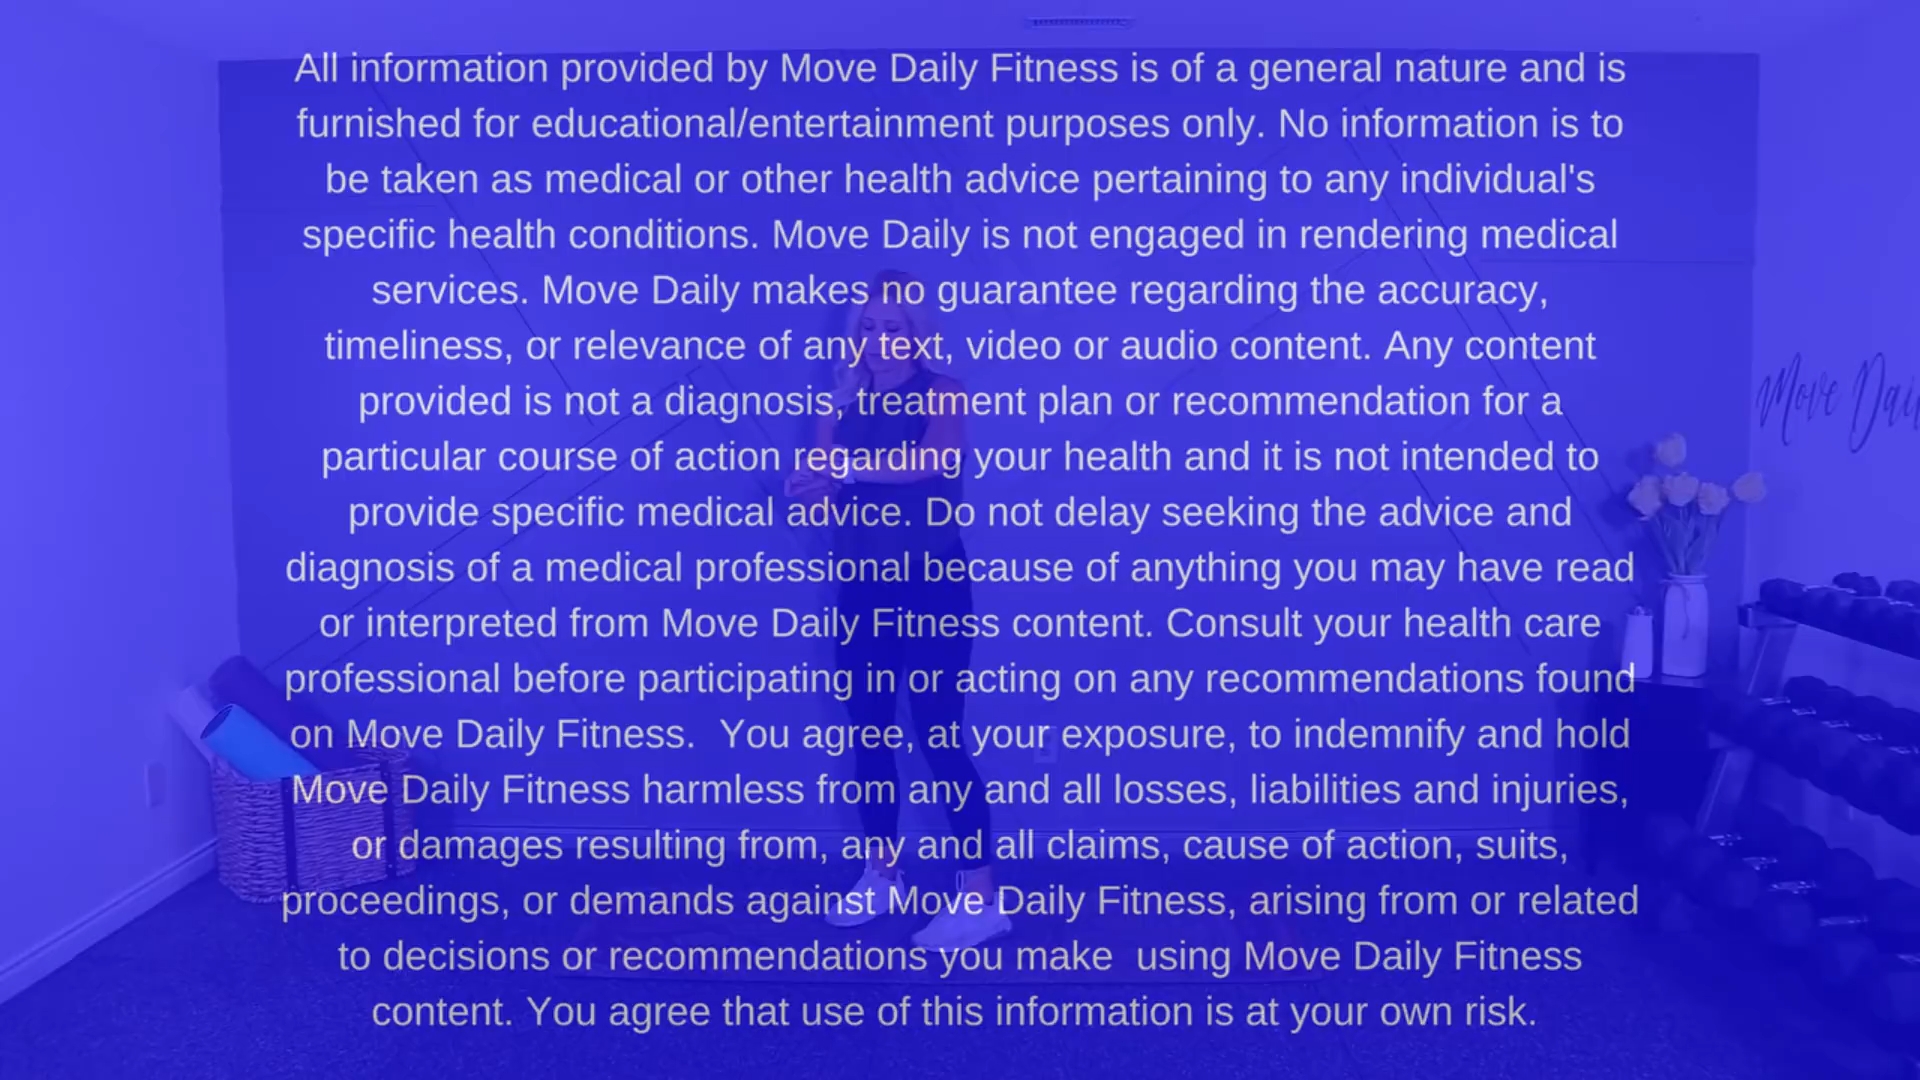 All information provided by Move Daily Fitness is of a general nature and is
furnished for educational/entertainment purposes only. No information is to
be taken as medical or other health advice pertaining to any individual's
specific health conditions. Move Daily is not engaged in rendering medical
services. Move Daily makes no guarantee regarding the accuracy,
timeliness, or relevance of any text, video or audio content. Any content
provided is not a diagnosis, treatment plan or recommendation for a
particular course of action regarding your health and it is not intended to
provide specific medical advice. Do not delay seeking the advice and
diagnosis of a medical professional because of anything you may have read
or interpreted from Move Daily Fitness content. Consult your health care
professional before participating in or acting on any recommendations found
on Move Daily Fitness.  You agree, at your exposure, to indemnify and hold
Move Daily Fitness harmless from any and all losses, liabilities and injuries,
or damages resulting from, any and all claims, cause of action, suits,
proceedings, or demands against Move Daily Fitness, arising from or related
to decisions or recommendations you make  using Move Daily Fitness
content. You agree that use of this information is at your own risk.
Move